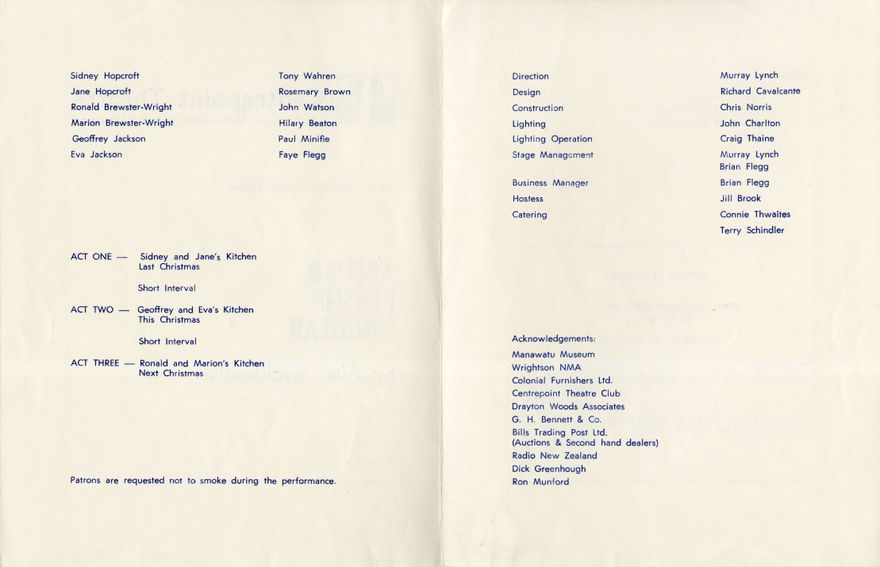 Sidney Hopcroft Tony Wahren
Jane Hopcroft Rosemary Brown
Ronald Brewster-Wright John Watson
Marion Brewster-Wright Hilary Beaton
Geoffrey Jackson Paul Minifie
Eva Jackson Faye Flegg
ACT ONE — Sidney and Jane's Kitchen
Last Christmas
Short Interval
ACT TWO — Geoffrey and Eva's Kitchen
This Christmas
Short Interval
ACT THREE — Ronald and Marion's Kitchen
Next Christmas
Patrons are requested not to smoke during the performance.
Direction Murray Lynch
Design Richard Cavalcante
Construction Chris Norris
Lighting John Charlton
Lighting Operation Craig Thaine
Stage Management Murray Lynch
Brian Flegg
Business Manager Brian Flegg
Hostess Jill Brook
Catering Connie Thwaites
Terry Schindler
Acknowledgements:
Manawatu Museum
Wrightson NMA
Colonial Furnishers Ltd.
Centrepoint Theatre Club
Drayton Woods Associates
G. H. Bennett & Co.
Bills Trading Post Ltd.
(Auctions & Second hand dealers)
Radio New Zealand
Dick Greenhough
Ron Munford